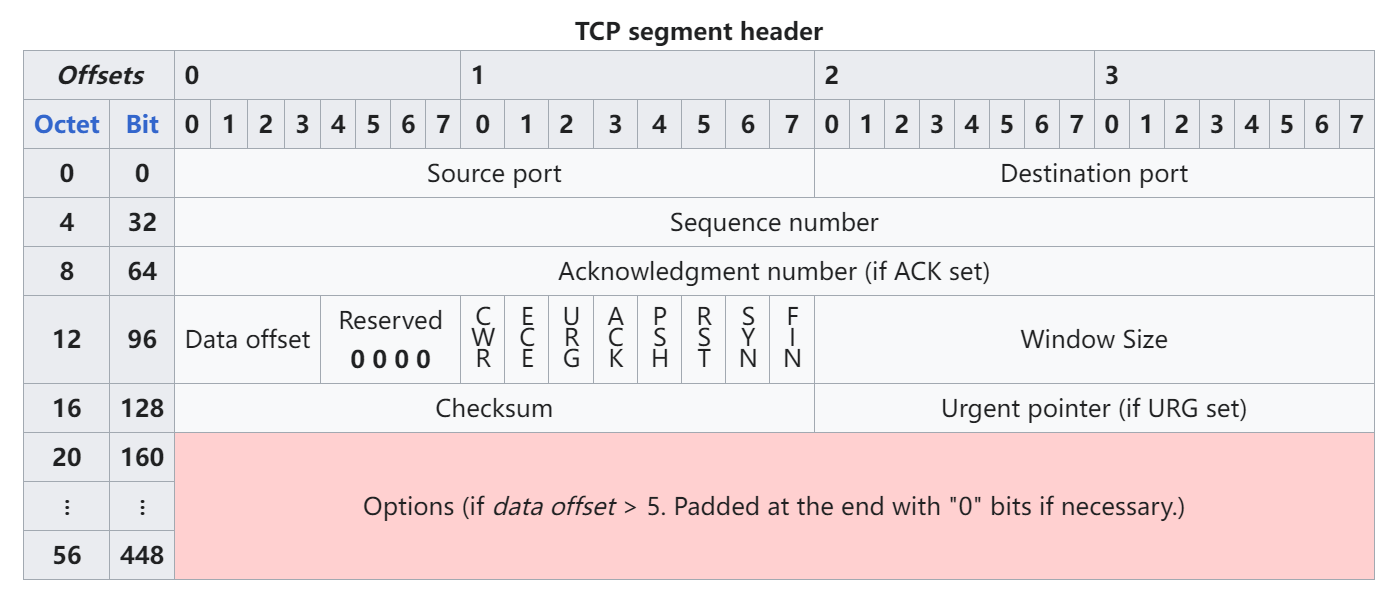 TCP segment header
Offsets 0 1 2 3
Octet Bit 0 1 2 3 4 5 6 7 0 1 2 3 4 5 6 7 0 1 2 3 4 5 6 7 0 1 2 3 4 5 6 7
0 0 Source port Destination port
4 32 Sequence number
8 64 Acknowledgment number (if ACK set)
12 96 Data offset Reserved 0 0 0 0 CWR ECE URG ACK PSH RST SYN FIN Window Size
16 128 Checksum Urgent pointer (if URG set)
20 160
⋮ ⋮ Options (if data offset > 5. Padded at the end with "0" bits if necessary.)
56 448